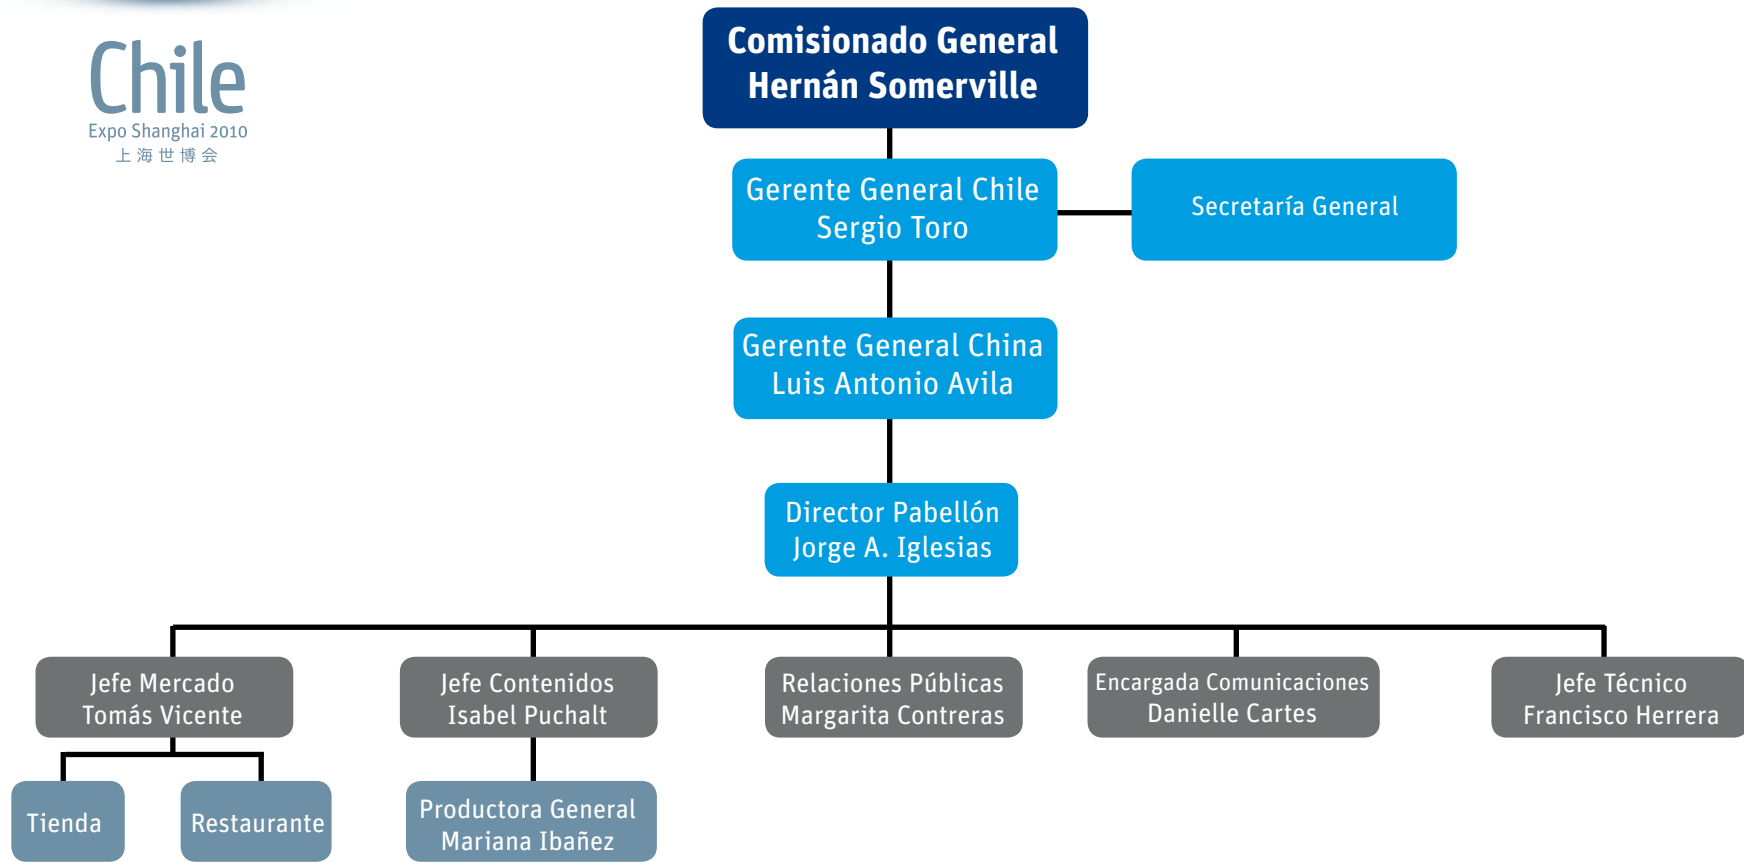 Chile
Expo Shanghai 2010
上海世博会
Comisionado General
Hernán Somerville
Gerente General Chile
Sergio Toro
Secretaría General
Gerente General China
Luis Antonio Avila
Director Pabellón
Jorge A. Iglesias
Jefe Mercado
Tomás Vicente
Jefe Contenidos
Isabel Puchalt
Relaciones Públicas
Margarita Contreras
Encargada Comunicaciones
Danielle Cartes
Jefe Técnico
Francisco Herrera
Tienda
Restaurante
Productora General
Mariana Ibañez